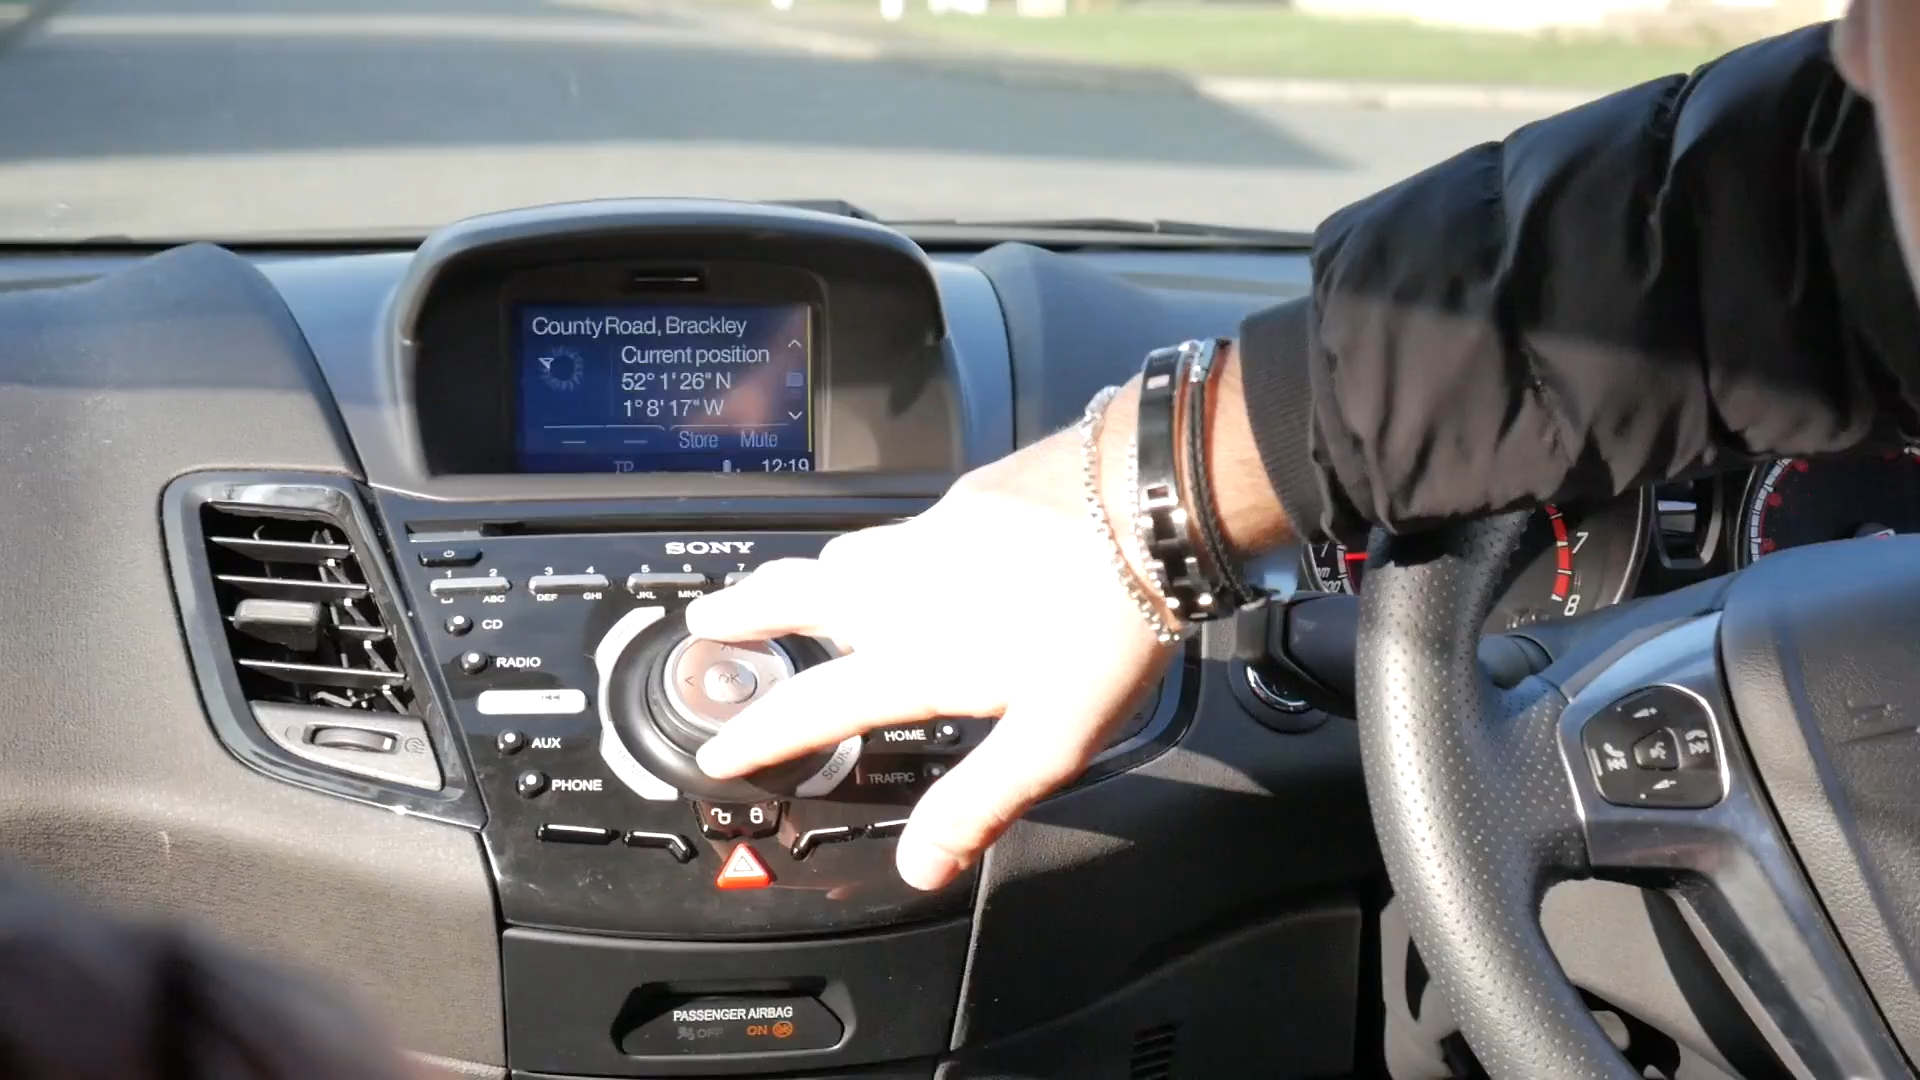 County Road, Brackley
Current position
52° 1' 26" N
1° 8' 17" W
Store Mute
TP 12:19
SONY
1 2 3 4 5 6 7
ABC DEF GHI JKL MNO
CD
RADIO
AUX
PHONE
OK
SOUND
HOME
TRAFFIC
PASSENGER AIRBAG
OFF ON
7
8